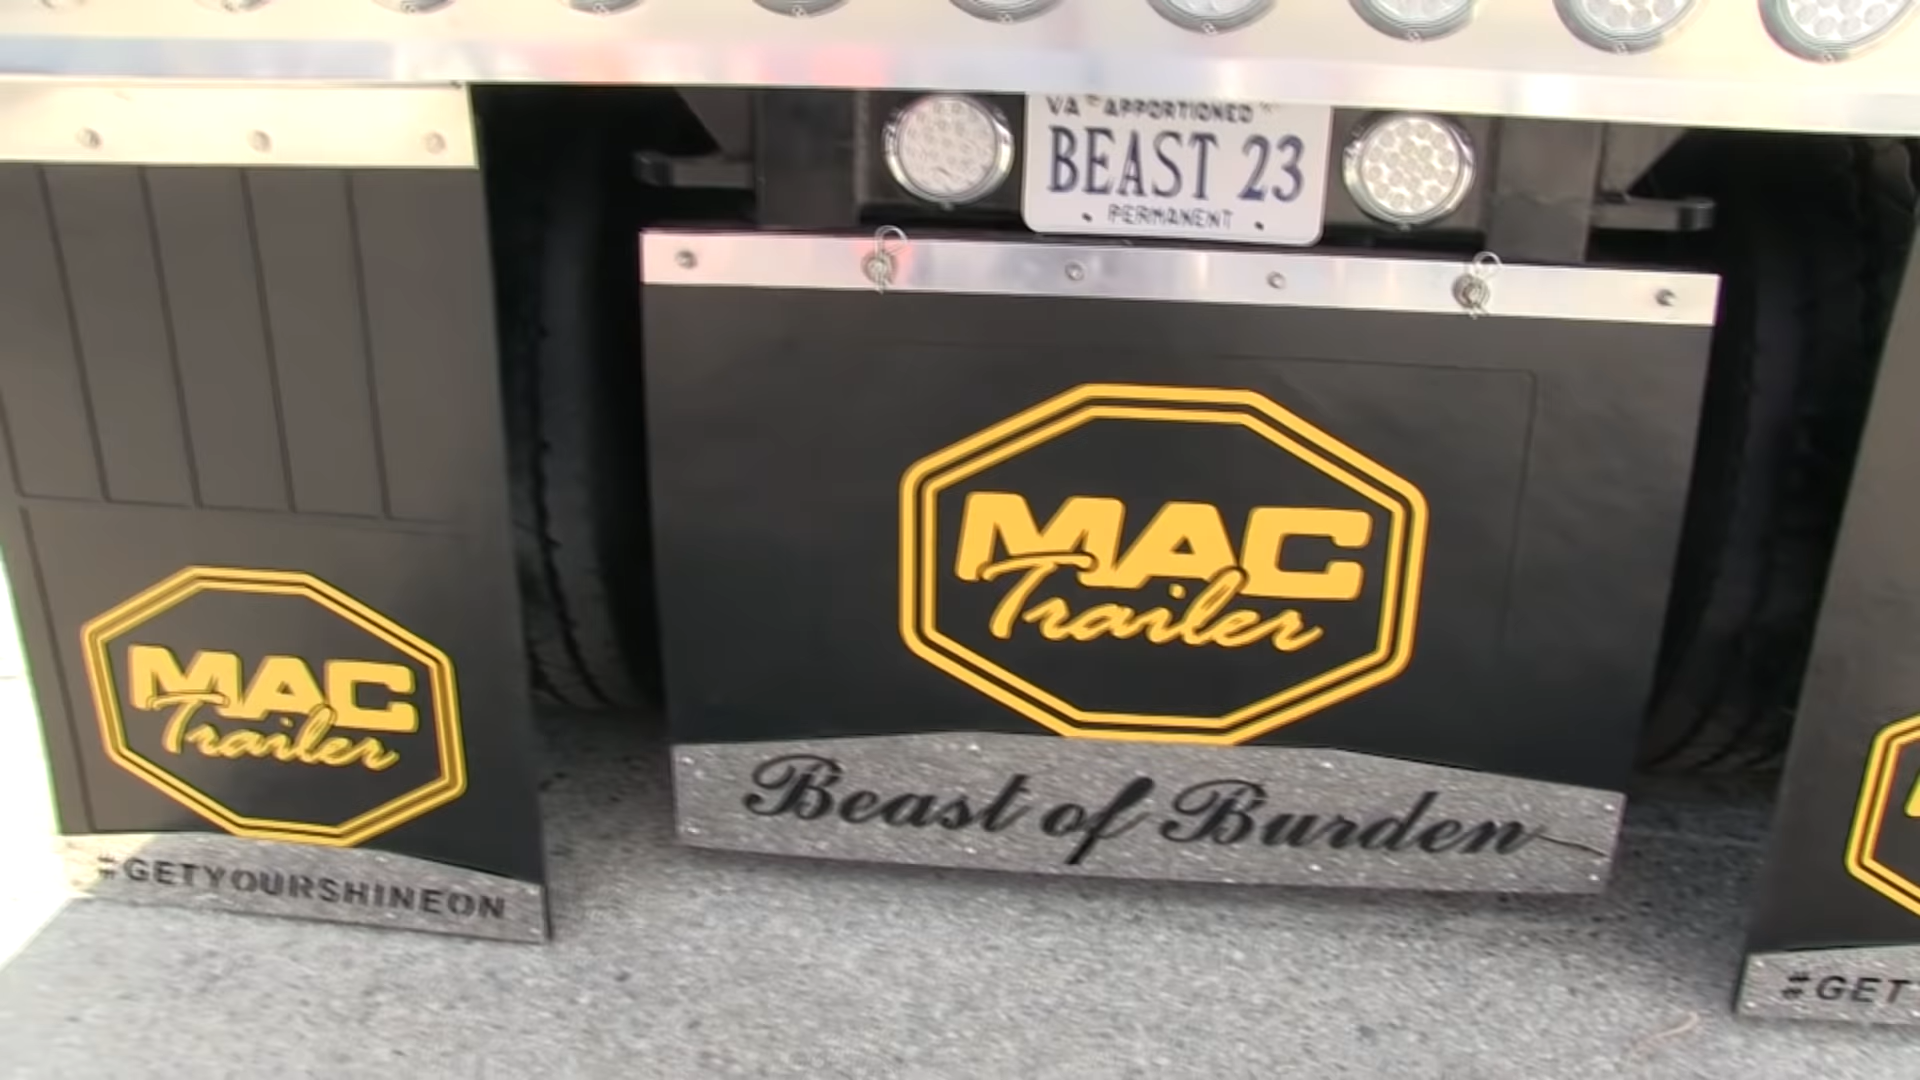 VA APPORTIONED
BEAST 23
PERMANENT
MAC
Trailer
Beast of Burden
MAC
Trailer
#GETYOURSHINEON
#GET